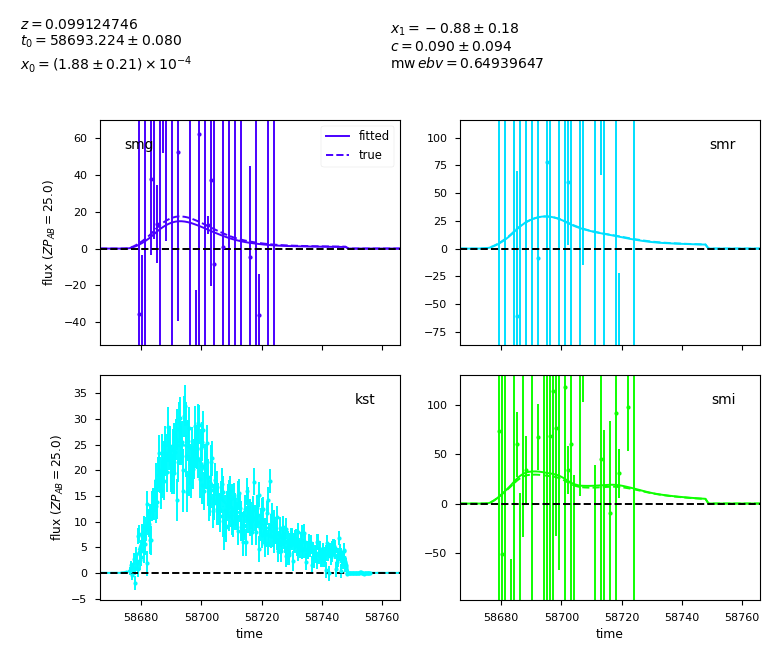 z = 0.099124746
t₀ = 58693.224 ± 0.080
x₀ = (1.88 ± 0.21) × 10⁻⁴
x₁ = −0.88 ± 0.18
c = 0.090 ± 0.094
mwebv = 0.64939647
smg
fitted
true
60
40
20
0
−20
−40
flux (ZP_AB = 25.0)
smr
100
75
50
25
0
−25
−50
−75
kst
35
30
25
20
15
10
5
0
−5
flux (ZP_AB = 25.0)
58680 58700 58720 58740 58760
time
smi
100
50
0
−50
58680 58700 58720 58740 58760
time